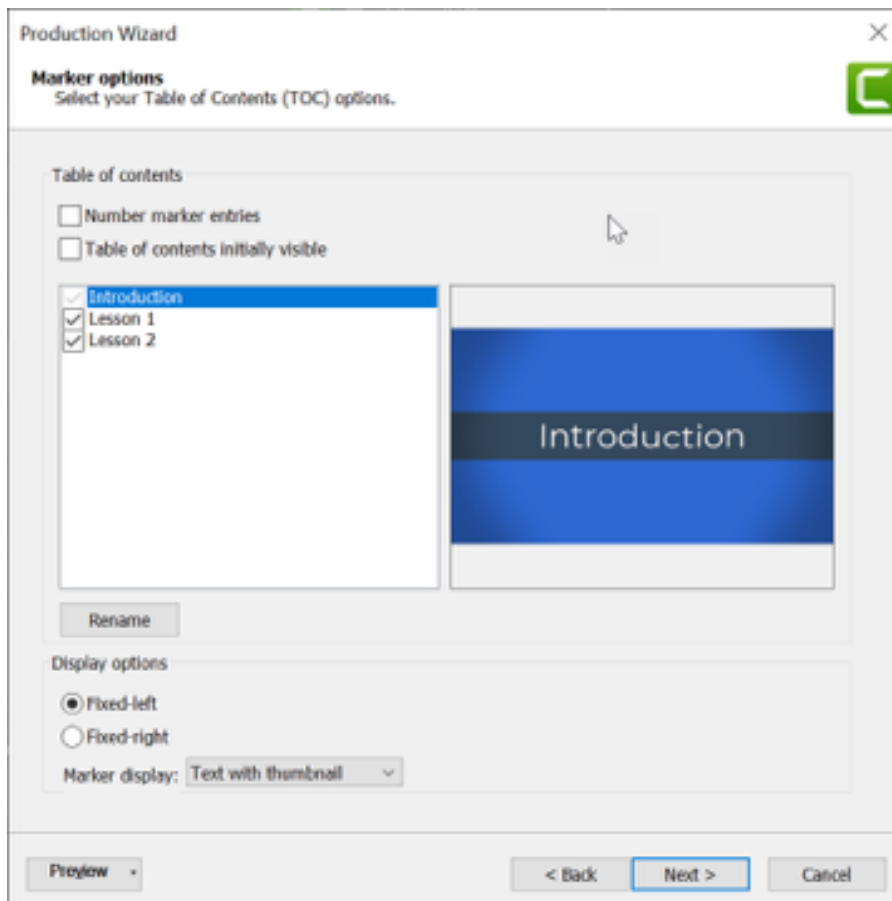 Production Wizard
Marker options
Select your Table of Contents (TOC) options.
Table of contents
Number marker entries
Table of contents initially visible
Introduction
Lesson 1
Lesson 2
Introduction
Rename
Display options
Fixed-left
Fixed-right
Marker display: Text with thumbnail
Preview < Back Next > Cancel